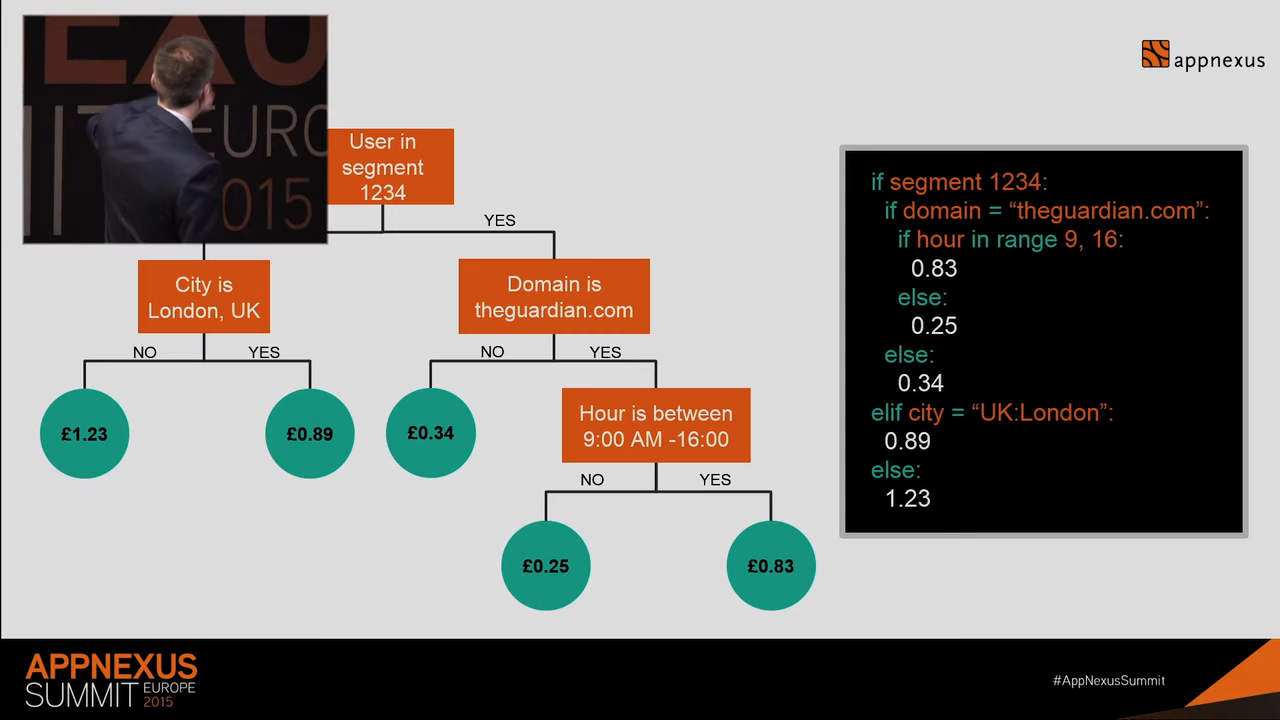 EXU
EURO
2015
appnexus
User in
segment
1234
YES
City is
London, UK
Domain is
theguardian.com
NO
YES
NO
YES
£1.23
£0.89
£0.34
Hour is between
9:00 AM -16:00
NO
YES
£0.25
£0.83
if segment 1234:
if domain = “theguardian.com”:
if hour in range 9, 16:
0.83
else:
0.25
else:
0.34
elif city = “UK:London”:
0.89
else:
1.23
APPNEXUS
SUMMIT EUROPE
2015
#AppNexusSummit